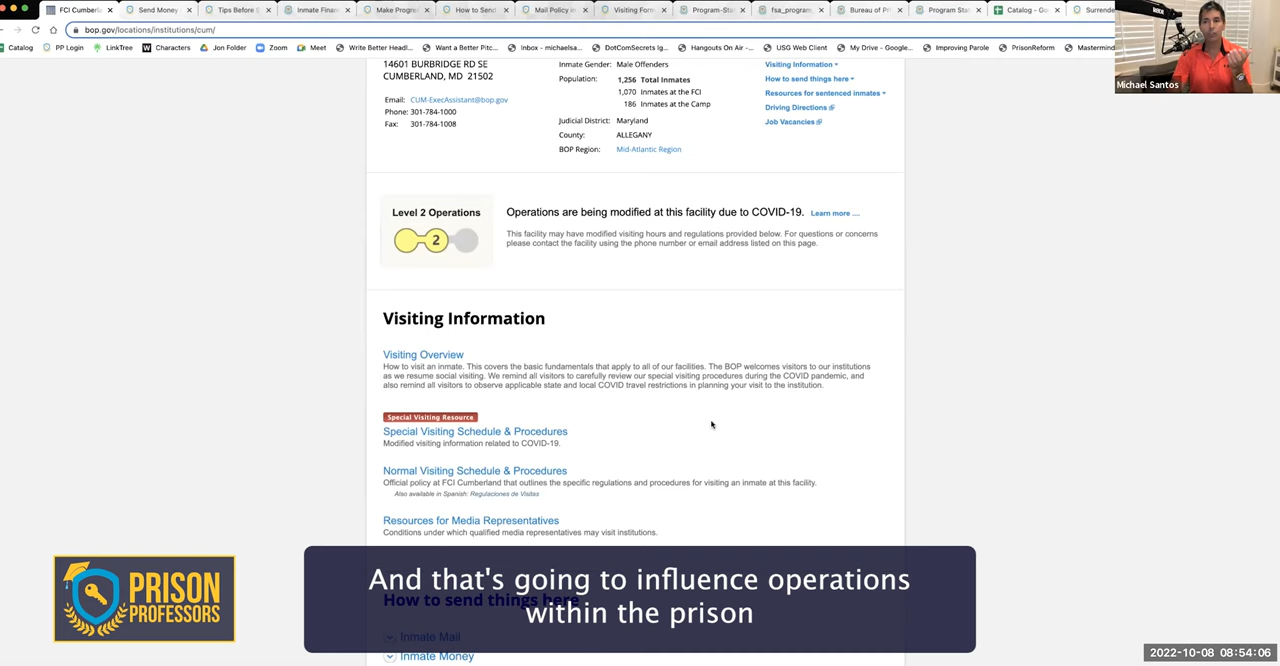 FCI Cumberla
Send Money
Tips Before S
Inmate Finan
Make Progre
How to Send
Mail Policy in
Visiting Form
Program-Stat
fsa_program
Bureau of Pri
Program Stat
Catalog - Goo
Surrende
bop.gov/locations/institutions/cum/
Catalog
PP Login
LinkTree
Characters
Jon Folder
Zoom
Meet
Write Better Headl...
Want a Better Pitc...
Inbox - michaelsa...
DotComSecrets Ig...
Hangouts On Air -...
USG Web Client
My Drive - Google...
Improving Parole
PrisonReform
Mastermind
Michael Santos
14601 BURBRIDGE RD SE
CUMBERLAND, MD 21502
Email: CUM-ExecAssistant@bop.gov
Phone: 301-784-1000
Fax: 301-784-1008
Inmate Gender: Male Offenders
Population: 1,256 Total Inmates
1,070 Inmates at the FCI
186 Inmates at the Camp
Judicial District: Maryland
County: ALLEGANY
BOP Region: Mid-Atlantic Region
Visiting Information
How to send things here
Resources for sentenced inmates
Driving Directions
Job Vacancies
Level 2 Operations
2
Operations are being modified at this facility due to COVID-19. Learn more ....
This facility may have modified visiting hours and regulations provided below. For questions or concerns
please contact the facility using the phone number or email address listed on this page.
Visiting Information
Visiting Overview
How to visit an inmate. This covers the basic fundamentals that apply to all of our facilities. The BOP welcomes visitors to our institutions
as we resume social visiting. We remind all visitors to carefully review our special visiting procedures during the COVID pandemic, and
also remind all visitors to observe applicable state and local COVID travel restrictions in planning your visit to the institution.
Special Visiting Resource
Special Visiting Schedule & Procedures
Modified visiting information related to COVID-19.
Normal Visiting Schedule & Procedures
Official policy at FCI Cumberland that outlines the specific regulations and procedures for visiting an inmate at this facility.
Also available in Spanish: Regulaciones de Visitas
Resources for Media Representatives
Conditions under which qualified media representatives may visit institutions.
How to send things here
And that's going to influence operations
within the prison
Inmate Mail
Inmate Money
PRISON
PROFESSORS
2022-10-08 08:54:06